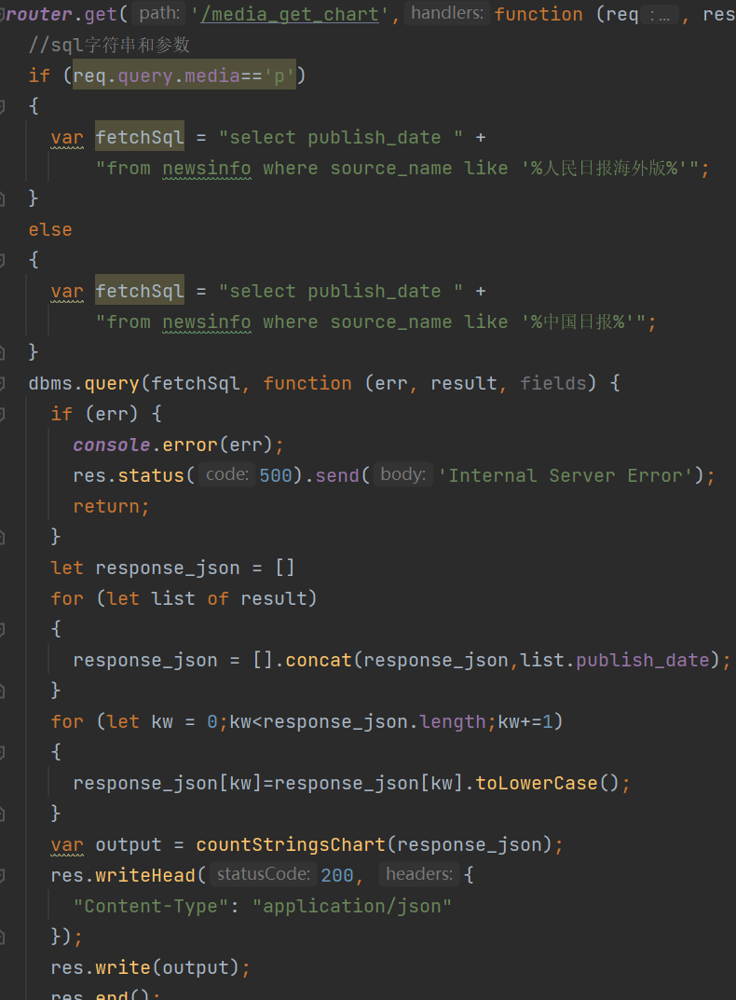 router.get( path: '/media_get_chart', handlers: function (req : ... , res
//sql字符串和参数
if (req.query.media=='p')
{
var fetchSql = "select publish_date " +
"from newsinfo where source_name like '%人民日报海外版%'";
}
else
{
var fetchSql = "select publish_date " +
"from newsinfo where source_name like '%中国日报%'";
}
dbms.query(fetchSql, function (err, result, fields) {
if (err) {
console.error(err);
res.status( code: 500).send( body: 'Internal Server Error');
return;
}
let response_json = []
for (let list of result)
{
response_json = [].concat(response_json,list.publish_date);
}
for (let kw = 0;kw<response_json.length;kw+=1)
{
response_json[kw]=response_json[kw].toLowerCase();
}
var output = countStringsChart(response_json);
res.writeHead( statusCode: 200, headers: {
"Content-Type": "application/json"
});
res.write(output);
res.end();